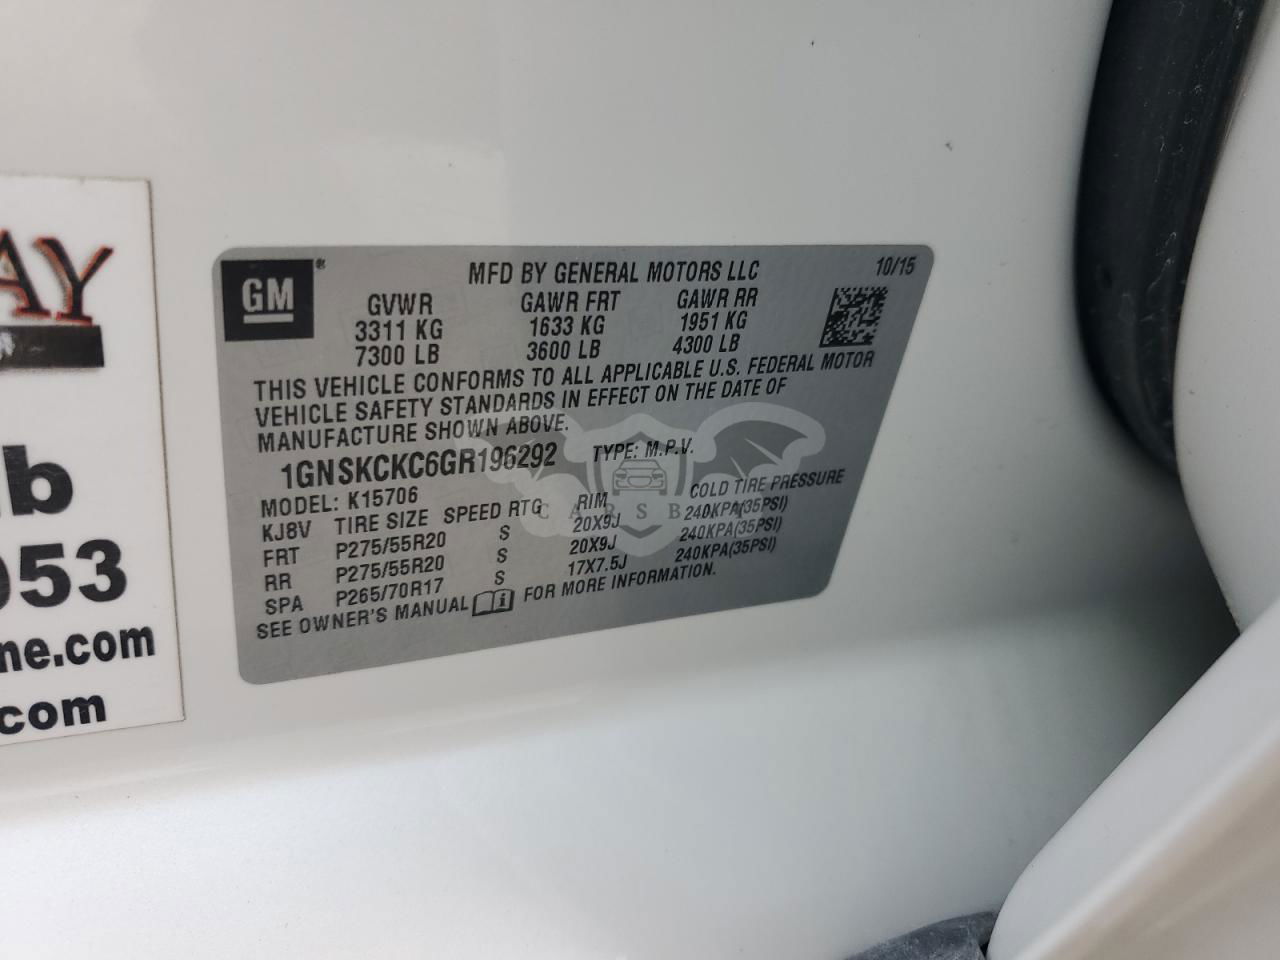 AY
b
053
ne.com
.com
GM®
MFD BY GENERAL MOTORS LLC
10/15
GVWR GAWR FRT GAWR RR
3311 KG 1633 KG 1951 KG
7300 LB 3600 LB 4300 LB
THIS VEHICLE CONFORMS TO ALL APPLICABLE U.S. FEDERAL MOTOR
VEHICLE SAFETY STANDARDS IN EFFECT ON THE DATE OF
MANUFACTURE SHOWN ABOVE.
1GNSKCKC6GR196292 TYPE: M.P.V.
MODEL: K15706
KJ8V TIRE SIZE SPEED RTG RIM COLD TIRE PRESSURE
FRT P275/55R20 S 20X9J 240KPA(35PSI)
RR P275/55R20 S 20X9J 240KPA(35PSI)
SPA P265/70R17 S 17X7.5J 240KPA(35PSI)
SEE OWNER'S MANUAL FOR MORE INFORMATION.